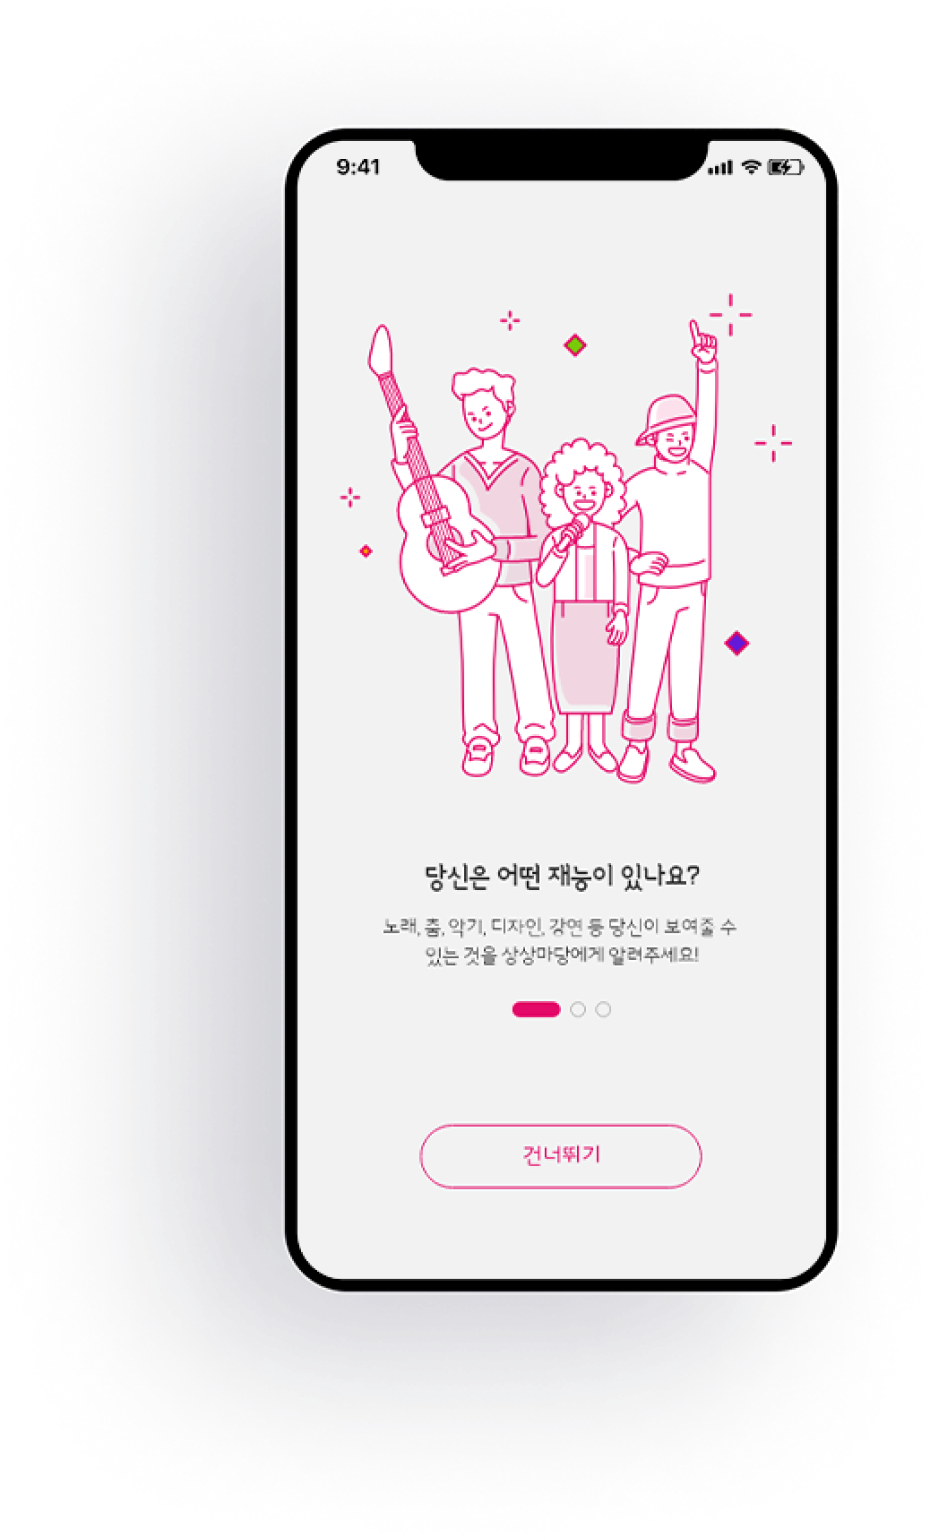 9:41
당신은 어떤 재능이 있나요?
노래, 춤, 악기, 디자인, 강연 등 당신이 보여줄 수
있는 것을 상상마당에게 알려주세요!
건너뛰기